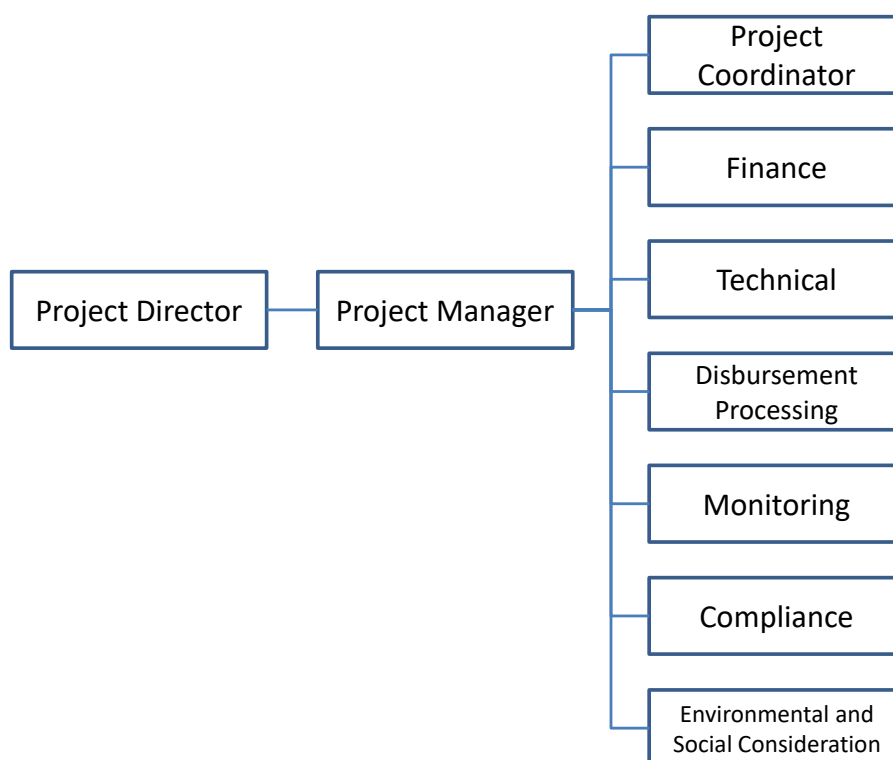 Project
Coordinator
Finance
Technical
Project Director
Project Manager
Disbursement
Processing
Monitoring
Compliance
Environmental and
Social Consideration